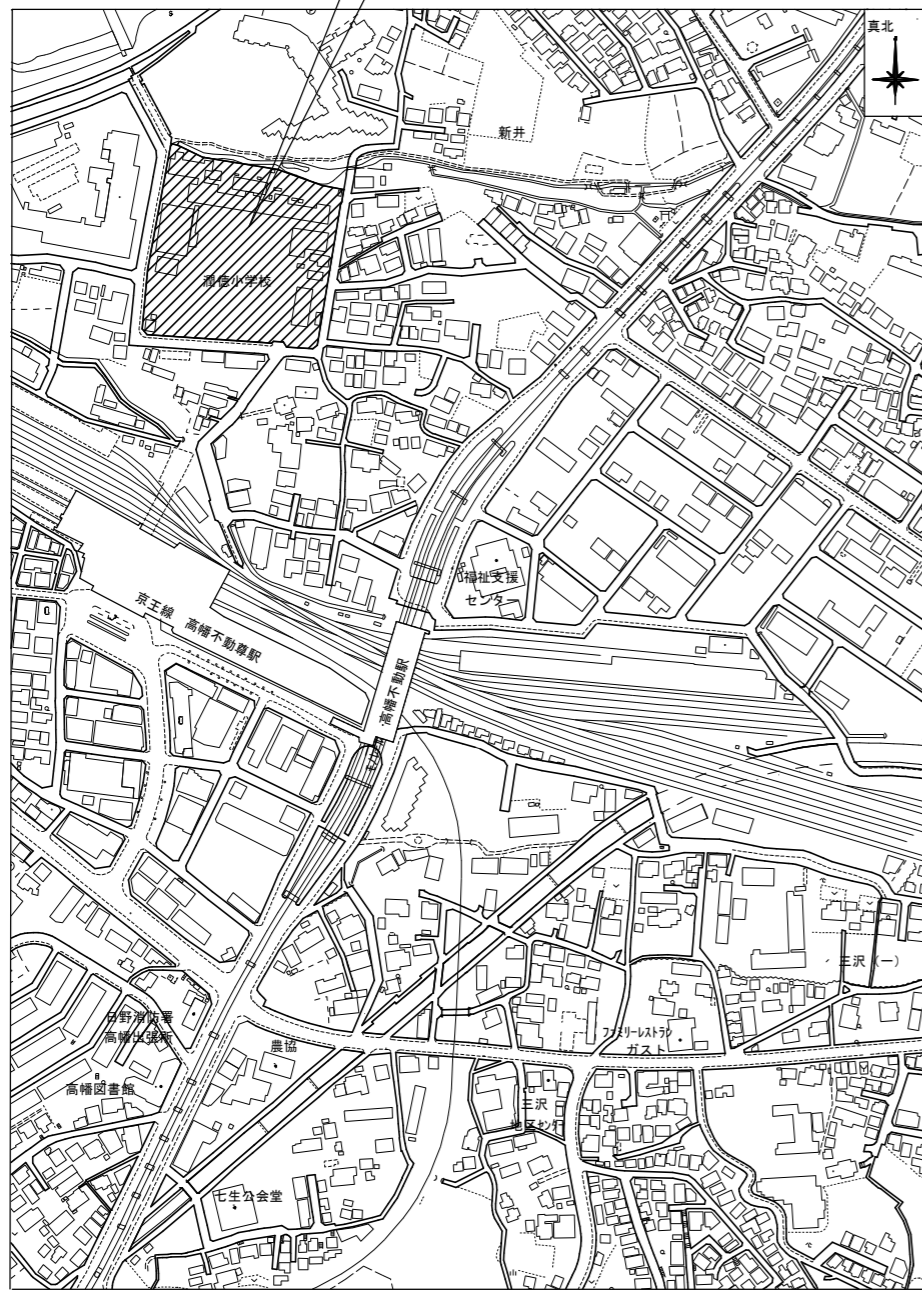 真北
新井
潤徳小学校
福祉支援
センター
京王線 高幡不動尊駅
高幡不動駅
三沢（一）
日野消防署
高幡出張所
農協
ファミリーレストラン
ガスト
高幡図書館
三沢
地区センター
七生公会堂